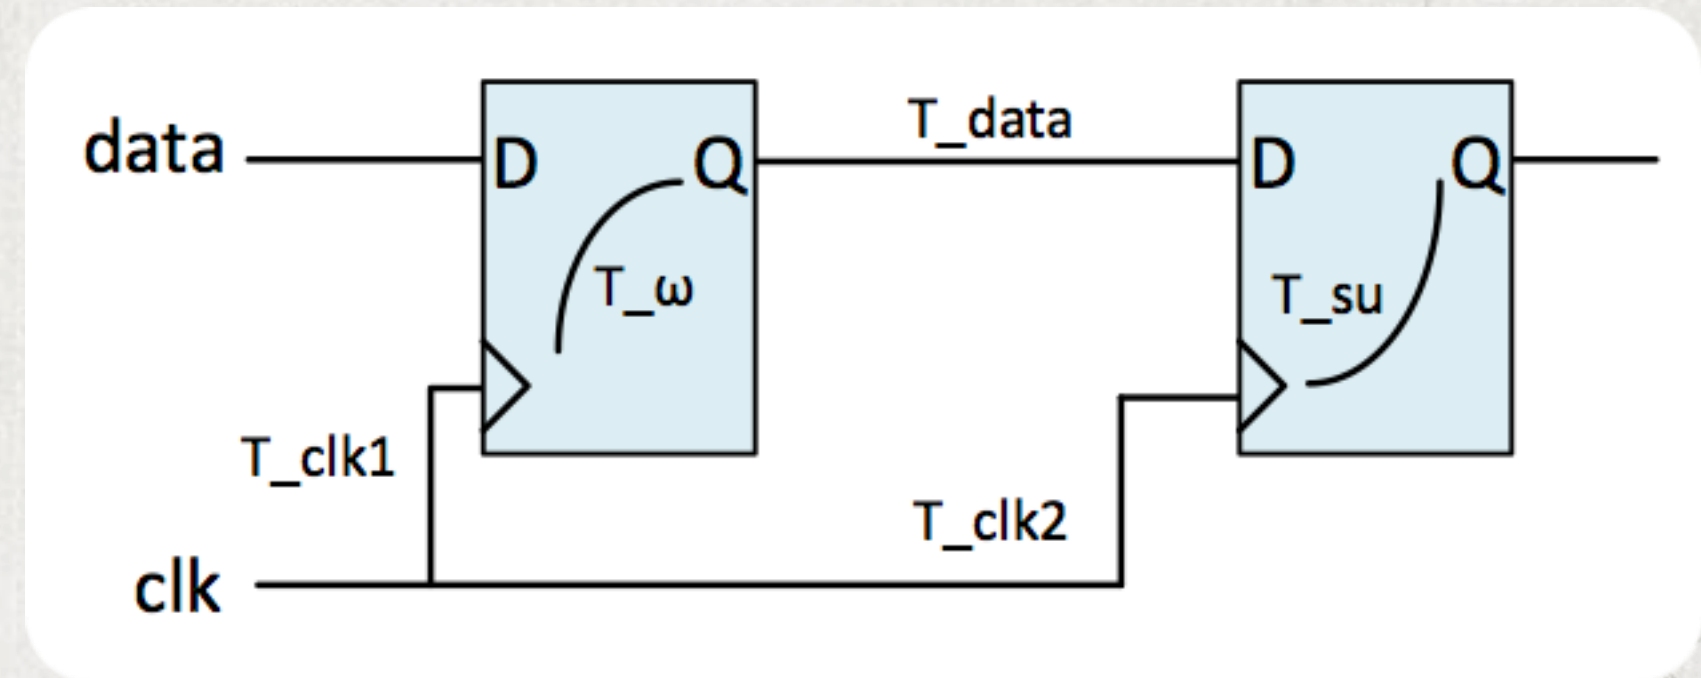 T_data
data
D
Q
D
Q
T_ω
T_su
T_clk1
T_clk2
clk